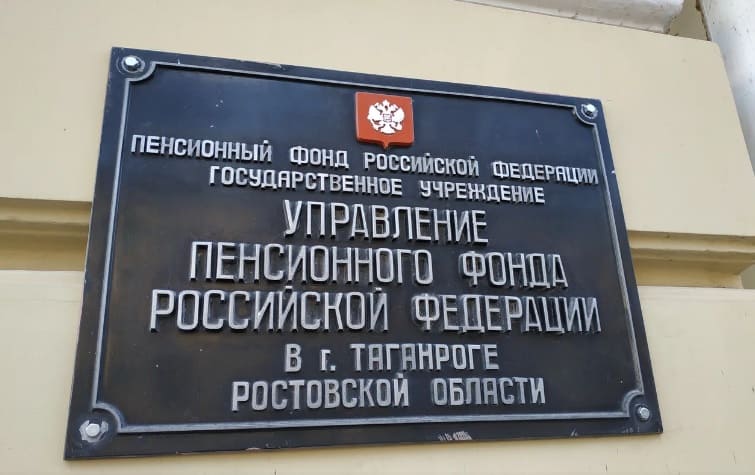 ПЕНСИОННЫЙ ФОНД РОССИЙСКОЙ ФЕДЕРАЦИИ
ГОСУДАРСТВЕННОЕ УЧРЕЖДЕНИЕ
УПРАВЛЕНИЕ
ПЕНСИОННОГО ФОНДА
РОССИЙСКОЙ ФЕДЕРАЦИИ
В г. ТАГАНРОГЕ
РОСТОВСКОЙ ОБЛАСТИ